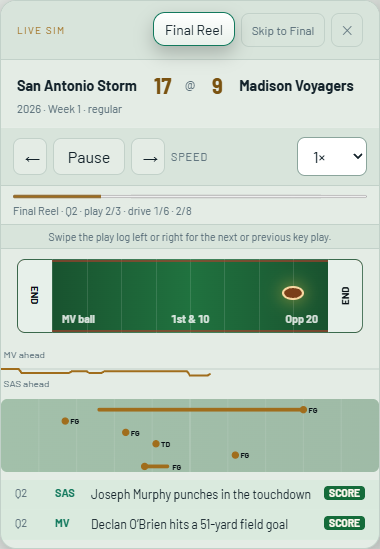 LIVE SIM Final Reel Skip to Final ×
San Antonio Storm 17 @ 9 Madison Voyagers
2026 · Week 1 · regular
← Pause → SPEED 1×
Final Reel · Q2 · play 2/3 · drive 1/6 · 2/8
Swipe the play log left or right for the next or previous key play.
END END
MV ball 1st & 10 Opp 20
MV ahead
SAS ahead
FG
FG
FG
TD
FG
FG
Q2 SAS Joseph Murphy punches in the touchdown SCORE
Q2 MV Declan O'Brien hits a 51-yard field goal SCORE